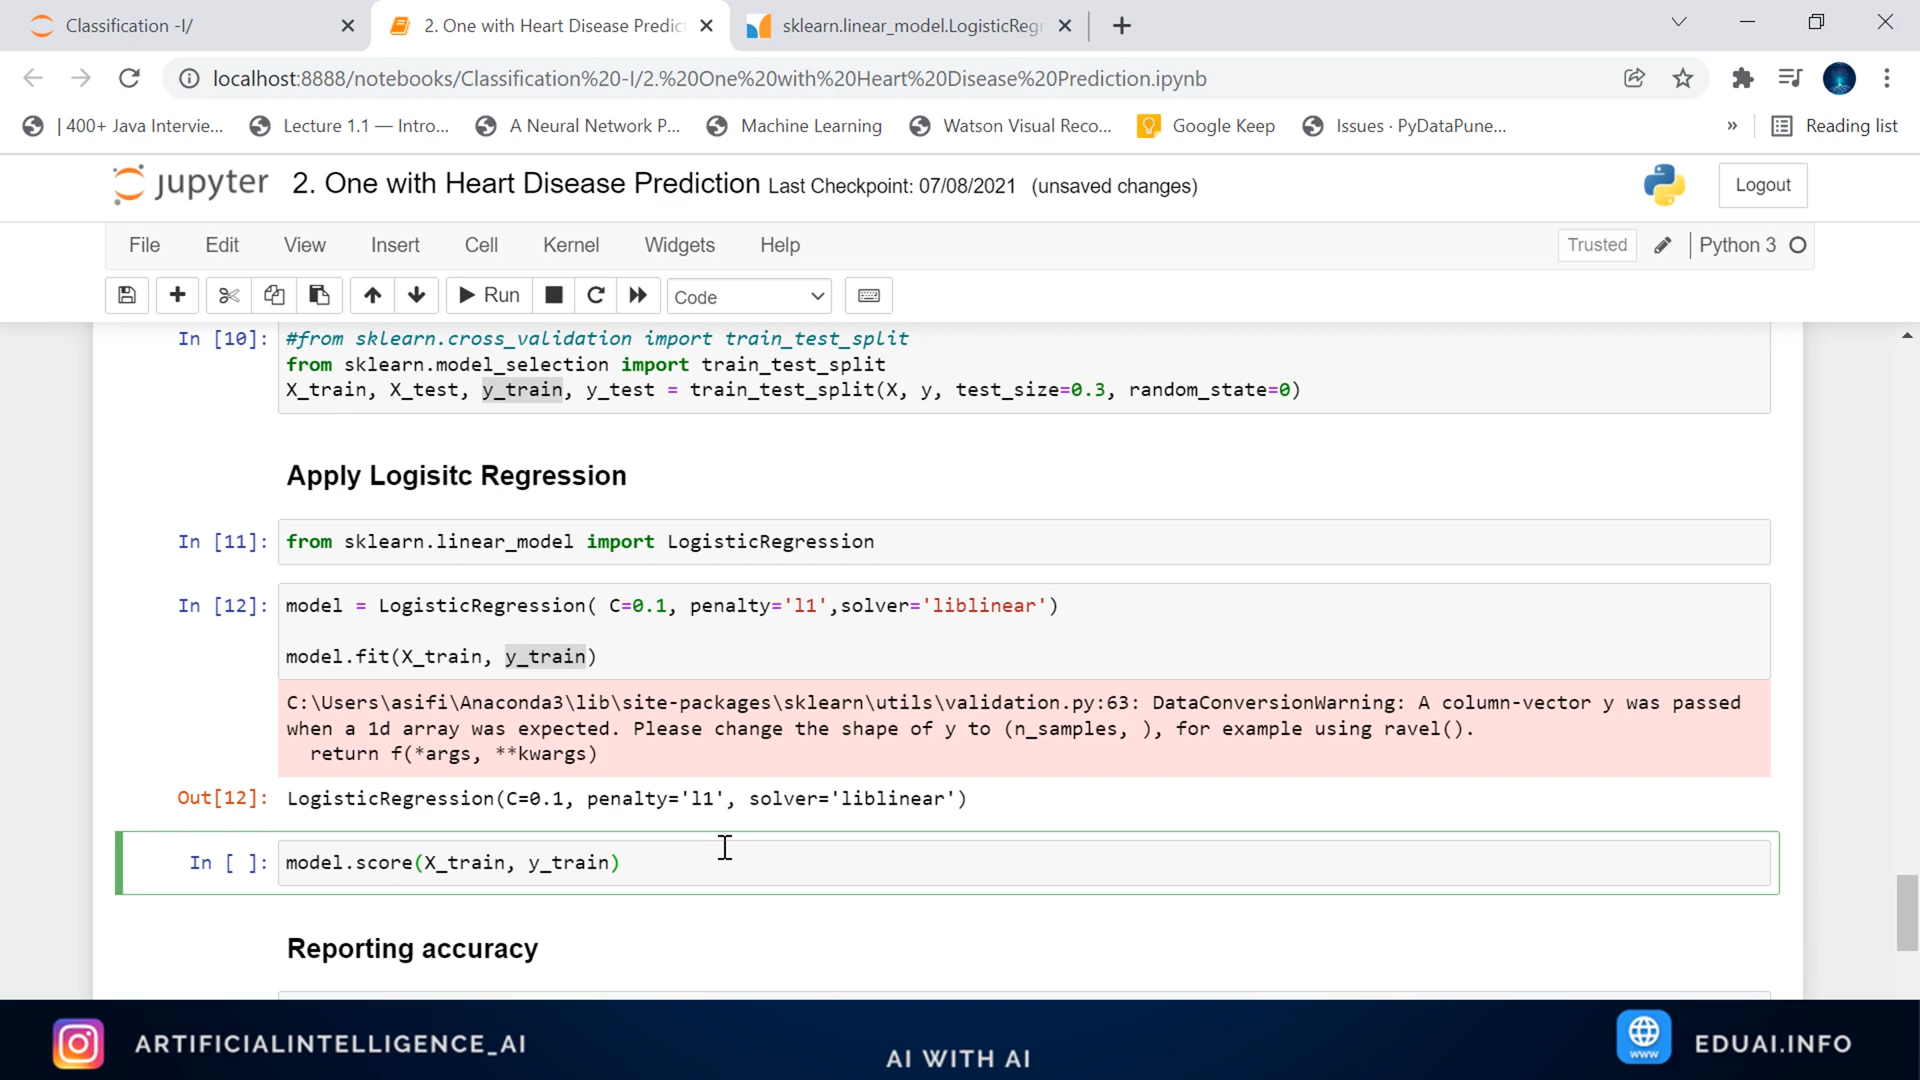 Classification -I/
2. One with Heart Disease Predict
sklearn.linear_model.LogisticRegr
localhost:8888/notebooks/Classification%20-I/2.%20One%20with%20Heart%20Disease%20Prediction.ipynb
| 400+ Java Intervie...
Lecture 1.1 — Intro...
A Neural Network P...
Machine Learning
Watson Visual Reco...
Google Keep
Issues · PyDataPune...
»
Reading list
jupyter
2. One with Heart Disease Prediction Last Checkpoint: 07/08/2021 (unsaved changes)
Logout
File Edit View Insert Cell Kernel Widgets Help
Trusted
Python 3
Run
Code
In [10]: #from sklearn.cross_validation import train_test_split
from sklearn.model_selection import train_test_split
X_train, X_test, y_train, y_test = train_test_split(X, y, test_size=0.3, random_state=0)
Apply Logisitc Regression
In [11]: from sklearn.linear_model import LogisticRegression
In [12]: model = LogisticRegression( C=0.1, penalty='l1',solver='liblinear')
model.fit(X_train, y_train)
C:\Users\asifi\Anaconda3\lib\site-packages\sklearn\utils\validation.py:63: DataConversionWarning: A column-vector y was passed
when a 1d array was expected. Please change the shape of y to (n_samples, ), for example using ravel().
return f(*args, **kwargs)
Out[12]: LogisticRegression(C=0.1, penalty='l1', solver='liblinear')
In [ ]: model.score(X_train, y_train)
Reporting accuracy
ARTIFICIALINTELLIGENCE_AI
AI WITH AI
WWW
EDUAI.INFO